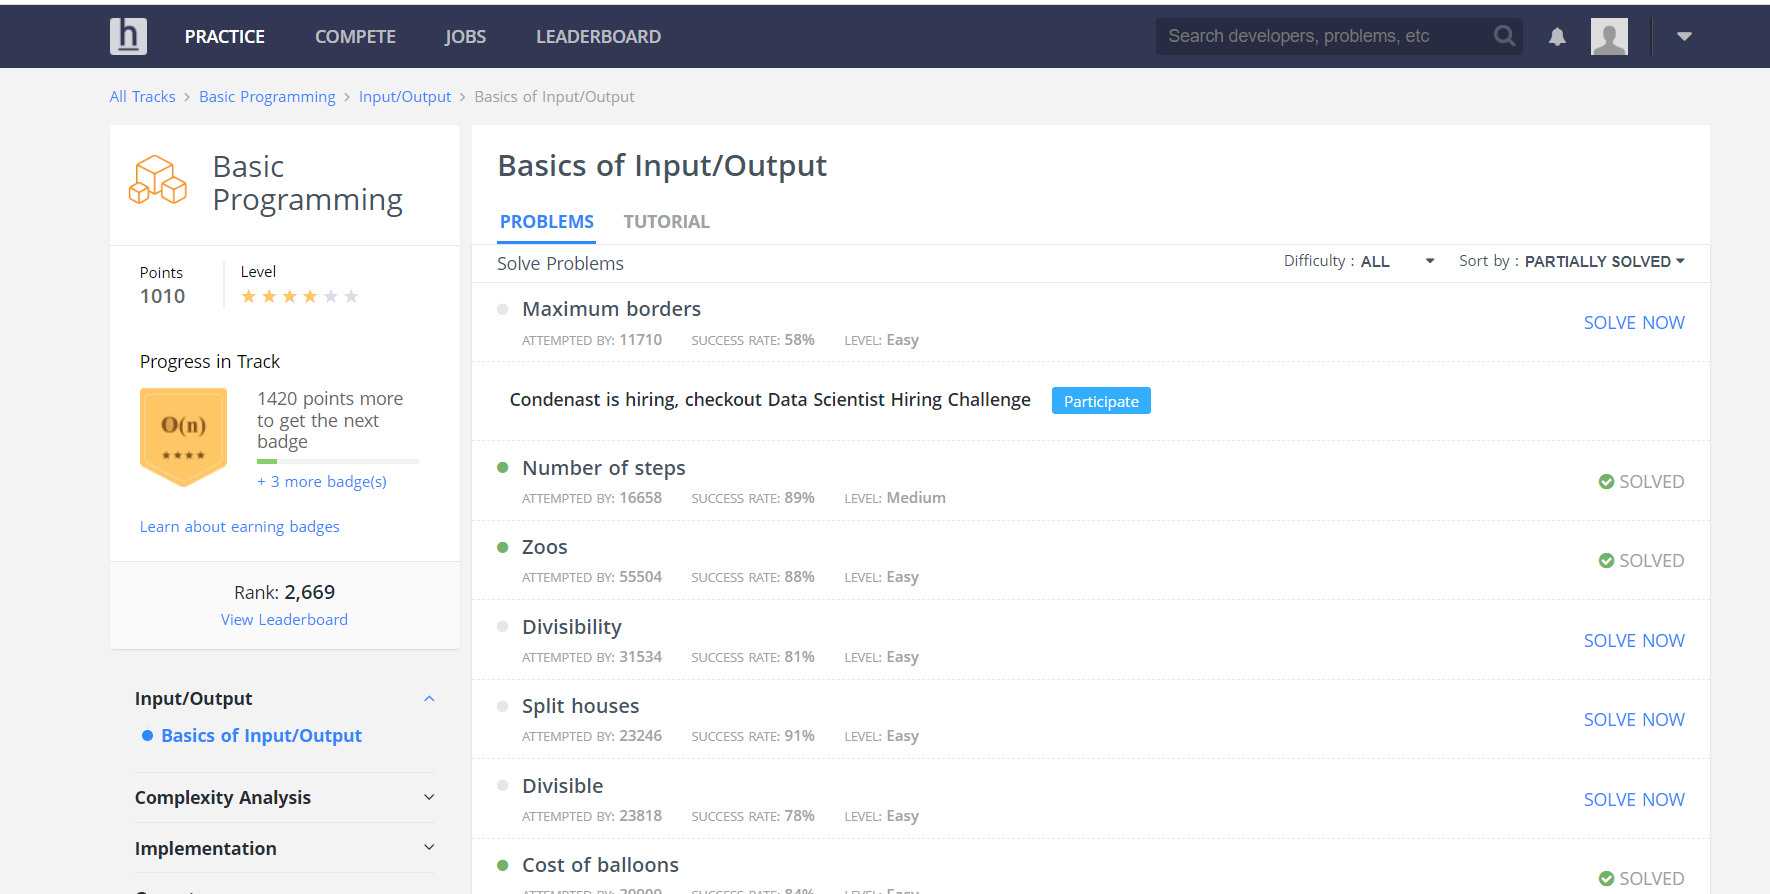 h PRACTICE COMPETE JOBS LEADERBOARD Search developers, problems, etc
All Tracks > Basic Programming > Input/Output > Basics of Input/Output
Basic
Programming
Points
1010
Level
Progress in Track
O(n)
1420 points more
to get the next
badge
+ 3 more badge(s)
Learn about earning badges
Rank: 2,669
View Leaderboard
Input/Output
Basics of Input/Output
Complexity Analysis
Implementation
Basics of Input/Output
PROBLEMS TUTORIAL
Solve Problems Difficulty : ALL Sort by : PARTIALLY SOLVED
Maximum borders
ATTEMPTED BY: 11710 SUCCESS RATE: 58% LEVEL: Easy
SOLVE NOW
Condenast is hiring, checkout Data Scientist Hiring Challenge Participate
Number of steps
ATTEMPTED BY: 16658 SUCCESS RATE: 89% LEVEL: Medium
SOLVED
Zoos
ATTEMPTED BY: 55504 SUCCESS RATE: 88% LEVEL: Easy
SOLVED
Divisibility
ATTEMPTED BY: 31534 SUCCESS RATE: 81% LEVEL: Easy
SOLVE NOW
Split houses
ATTEMPTED BY: 23246 SUCCESS RATE: 91% LEVEL: Easy
SOLVE NOW
Divisible
ATTEMPTED BY: 23818 SUCCESS RATE: 78% LEVEL: Easy
SOLVE NOW
Cost of balloons
SOLVED
ATTEMPTED BY: SUCCESS RATE: 84% LEVEL: Easy